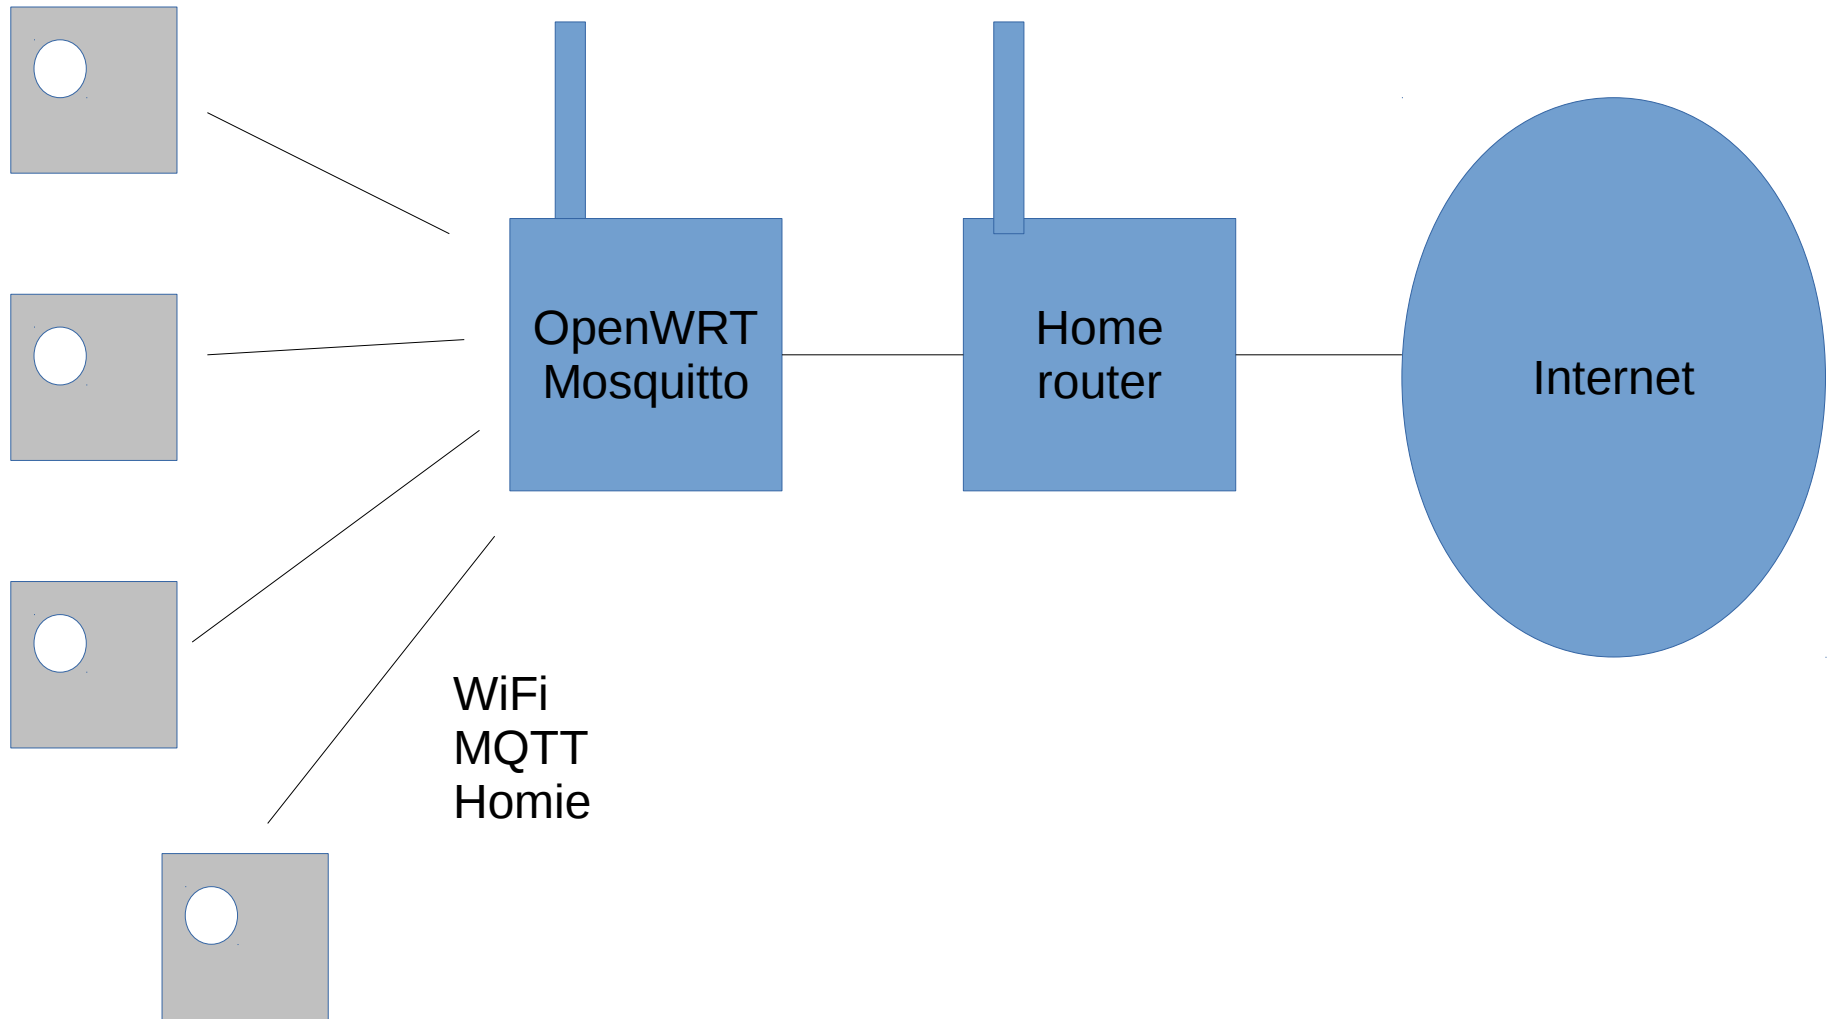 OpenWRT
Mosquitto
Home
router
Internet
WiFi
MQTT
Homie